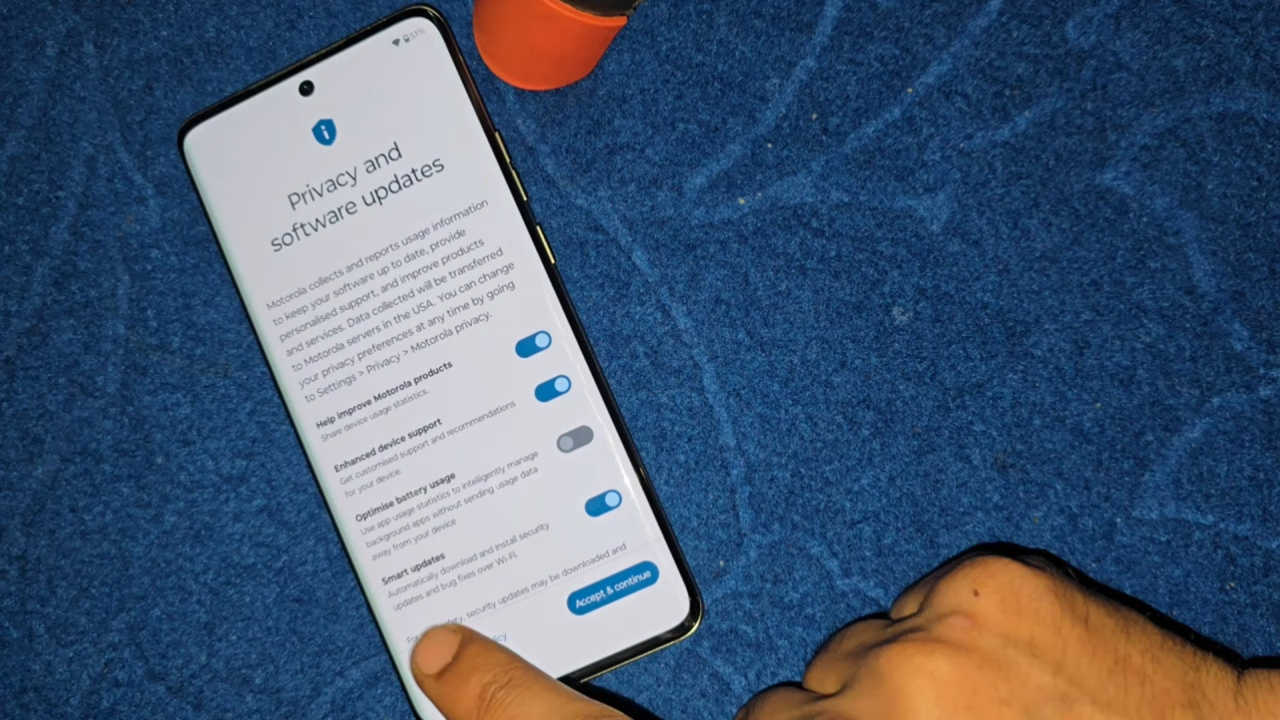 51%
Privacy and
software updates
Motorola collects and reports usage information
to keep your software up to date, provide
personalised support, and improve products
and services. Data collected will be transferred
to Motorola servers in the USA. You can change
your privacy preferences at any time by going
to Settings > Privacy > Motorola privacy.
Help improve Motorola products
Share device usage statistics.
Enhanced device support
Get customised support and recommendations
for your device.
Optimise battery usage
Use app usage statistics to intelligently manage
background apps without sending usage data
away from your device
Smart updates
Automatically download and install security
updates and bug fixes over Wi-Fi.
security updates may be downloaded and
Accept & continue